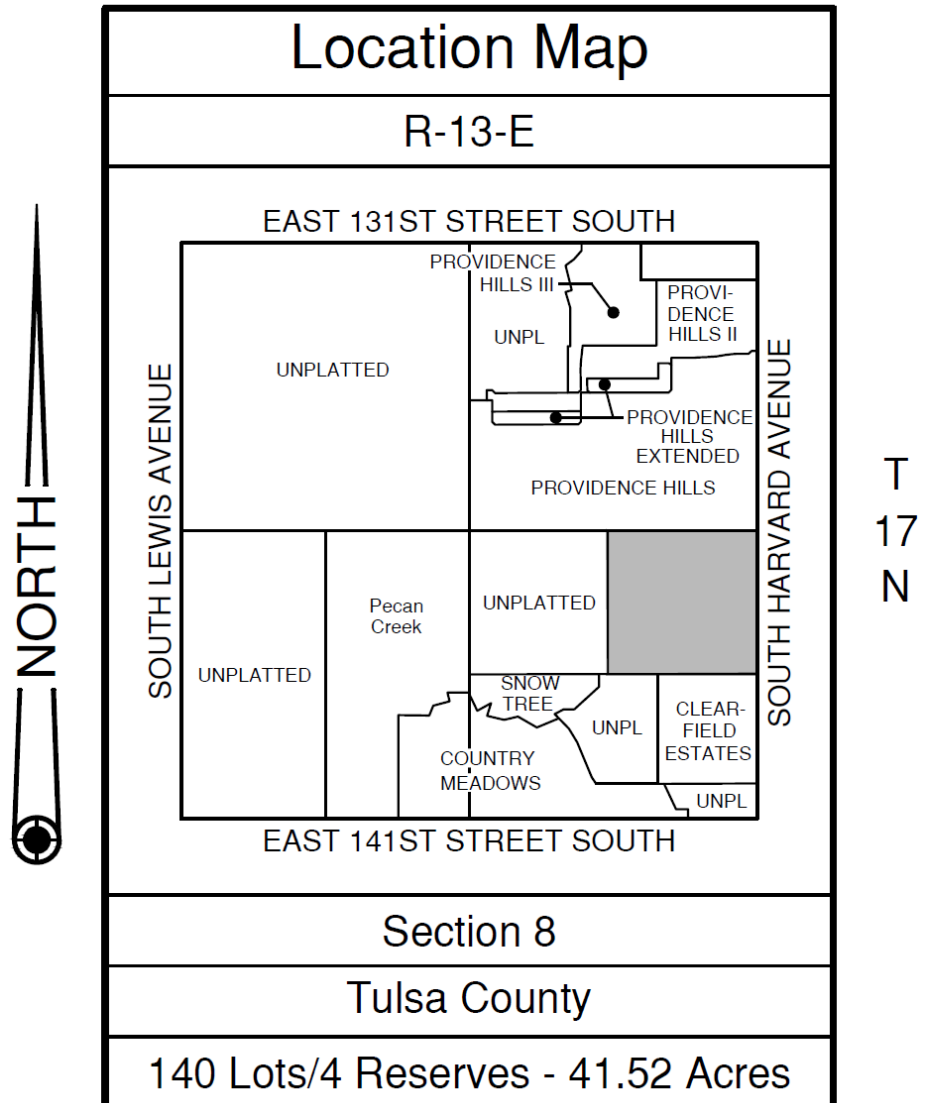 Location Map
R-13-E
EAST 131ST STREET SOUTH
PROVIDENCE
HILLS III
PROVI-
DENCE
HILLS II
UNPL
UNPLATTED
PROVIDENCE
HILLS
EXTENDED
PROVIDENCE HILLS
SOUTH LEWIS AVENUE
SOUTH HARVARD AVENUE
NORTH
T
17
N
Pecan
Creek
UNPLATTED
UNPLATTED
SNOW
TREE
UNPL
CLEAR-
FIELD
ESTATES
COUNTRY
MEADOWS
UNPL
EAST 141ST STREET SOUTH
Section 8
Tulsa County
140 Lots/4 Reserves - 41.52 Acres